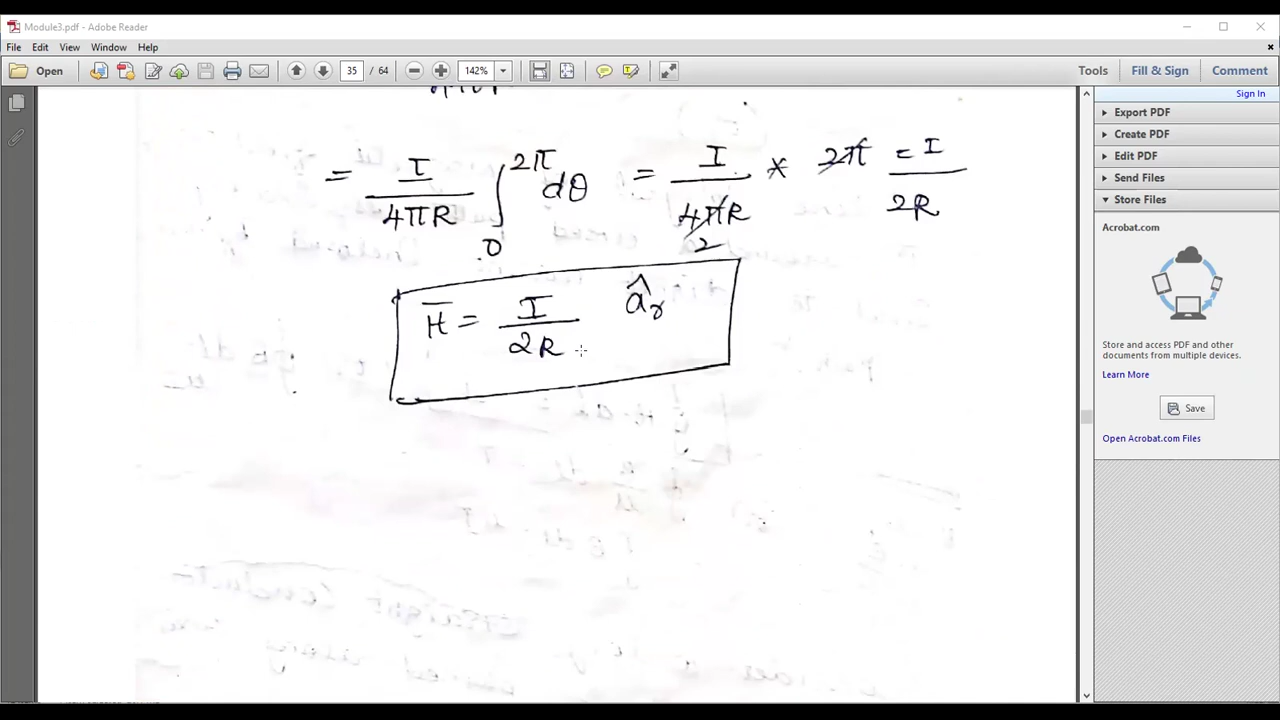 Module3.pdf - Adobe Reader
File Edit View Window Help
Open 35 / 64 142% Tools Fill & Sign Comment
Sign In
Export PDF
Create PDF
Edit PDF
Send Files
Store Files
Acrobat.com
Store and access PDF and other
documents from multiple devices.
Learn More
Save
Open Acrobat.com Files
= I / 4πR ∫₀^2π dθ = I / 4πR * 2π = I / 2R
2
H̅ = I / 2R â_r